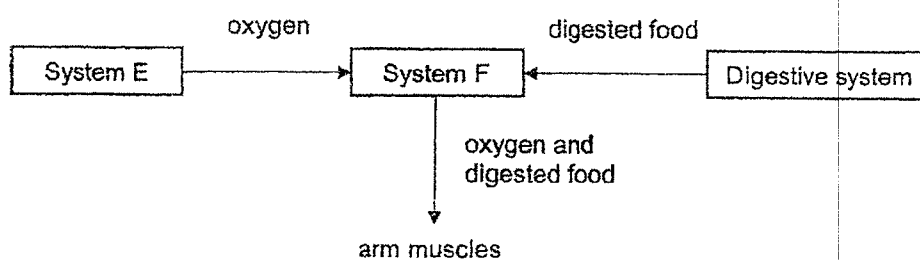 oxygen
digested food
System E
System F
Digestive system
oxygen and
digested food
arm muscles